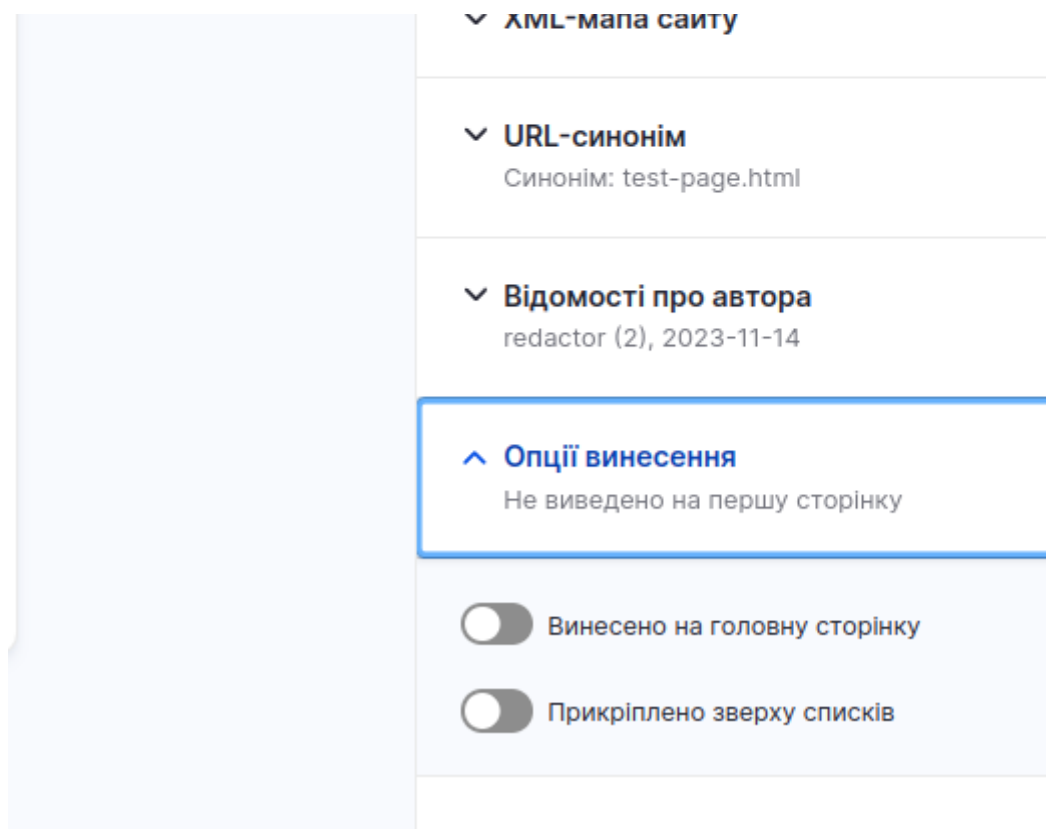 XML-мапа сайту
URL-синонім
Синонім: test-page.html
Відомості про автора
redactor (2), 2023-11-14
Опції винесення
Не виведено на першу сторінку
Винесено на головну сторінку
Прикріплено зверху списків